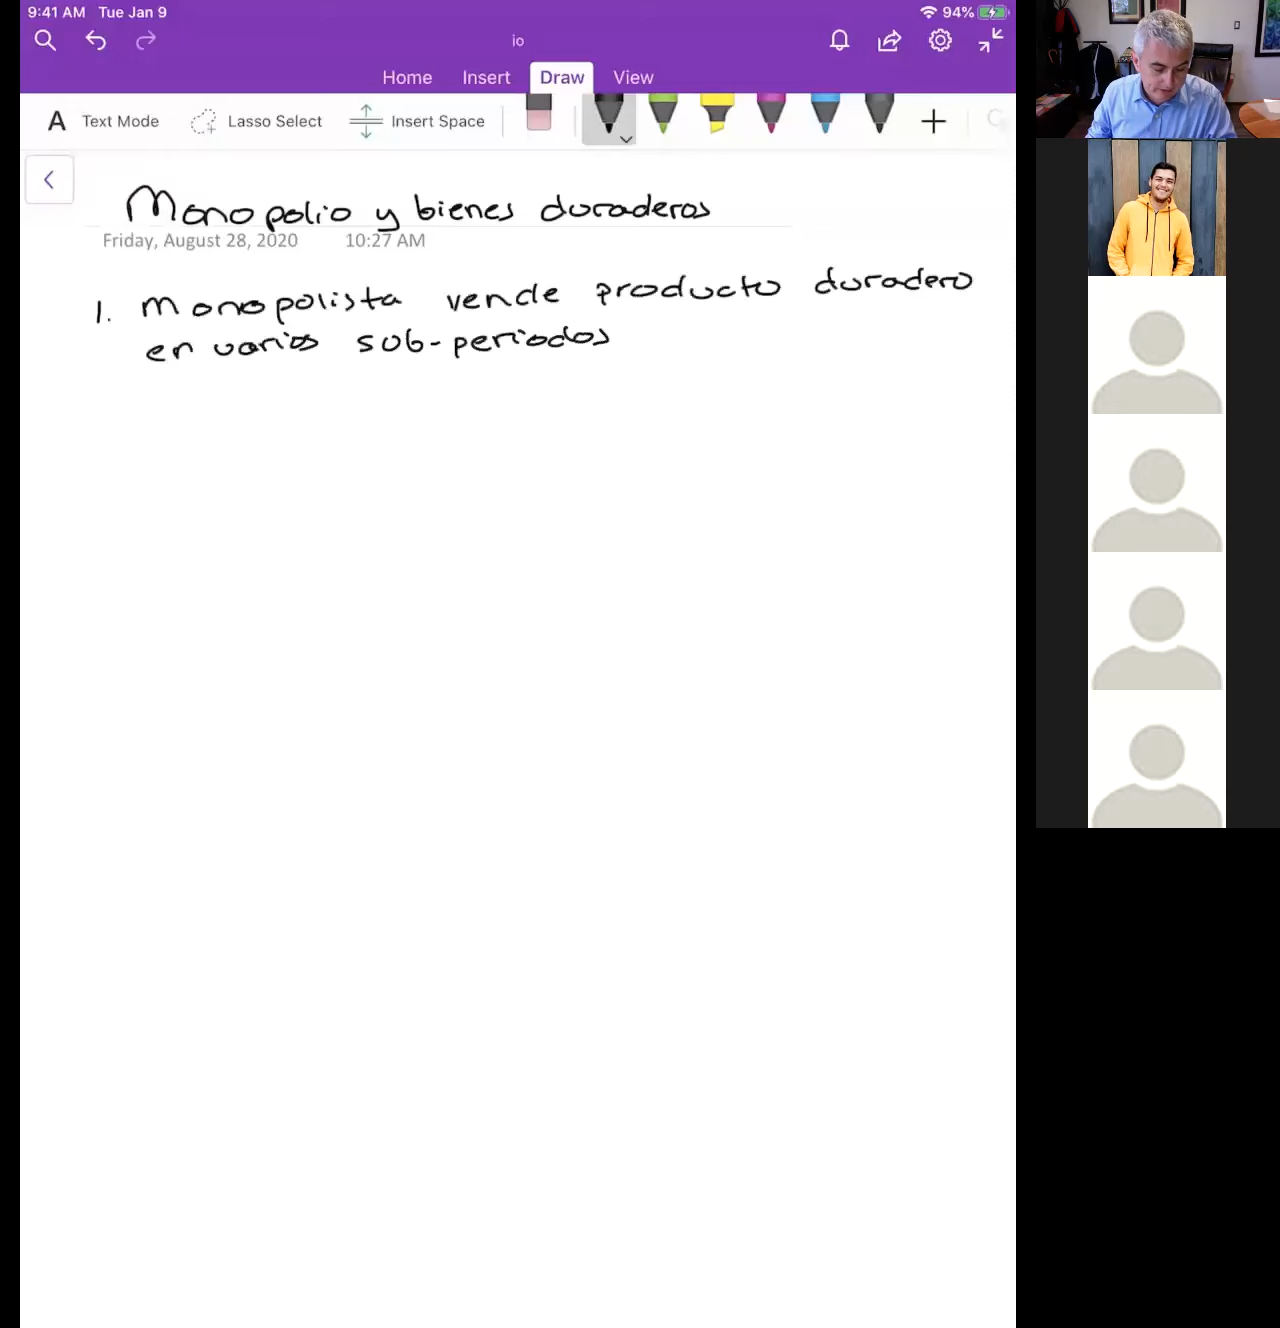 9:41 AM Tue Jan 9
94%
io
Home Insert Draw View
A Text Mode Lasso Select Insert Space
Monopolio y bienes duraderos
Friday, August 28, 2020 10:27 AM
1. monopolista vende producto duradero
en varios sub-periodos